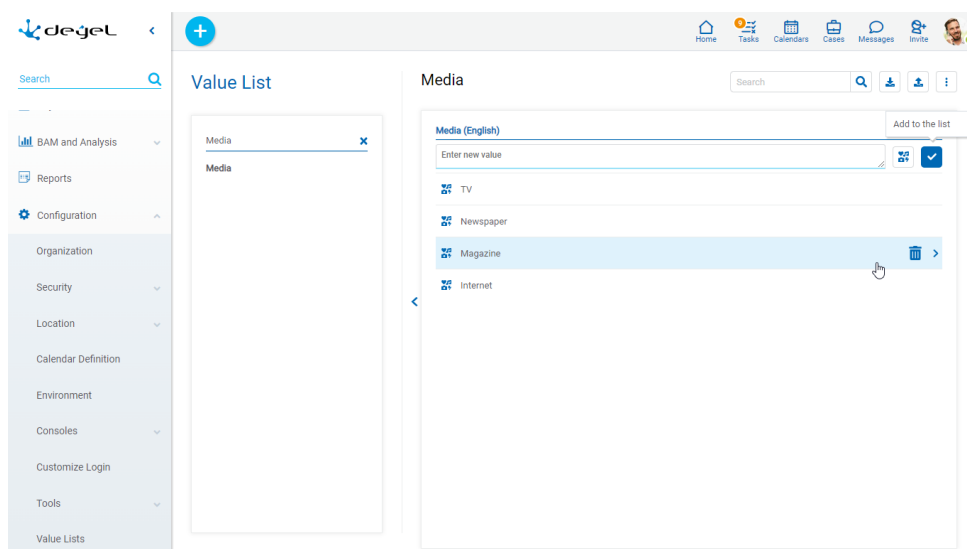 deyel
Search
BAM and Analysis
Reports
Configuration
Organization
Security
Location
Calendar Definition
Environment
Consoles
Customize Login
Tools
Value Lists
9
Home
Tasks
Calendars
Cases
Messages
Invite
Value List
Media
Media
Media
Search
Add to the list
Media (English)
Enter new value
TV
Newspaper
Magazine
Internet